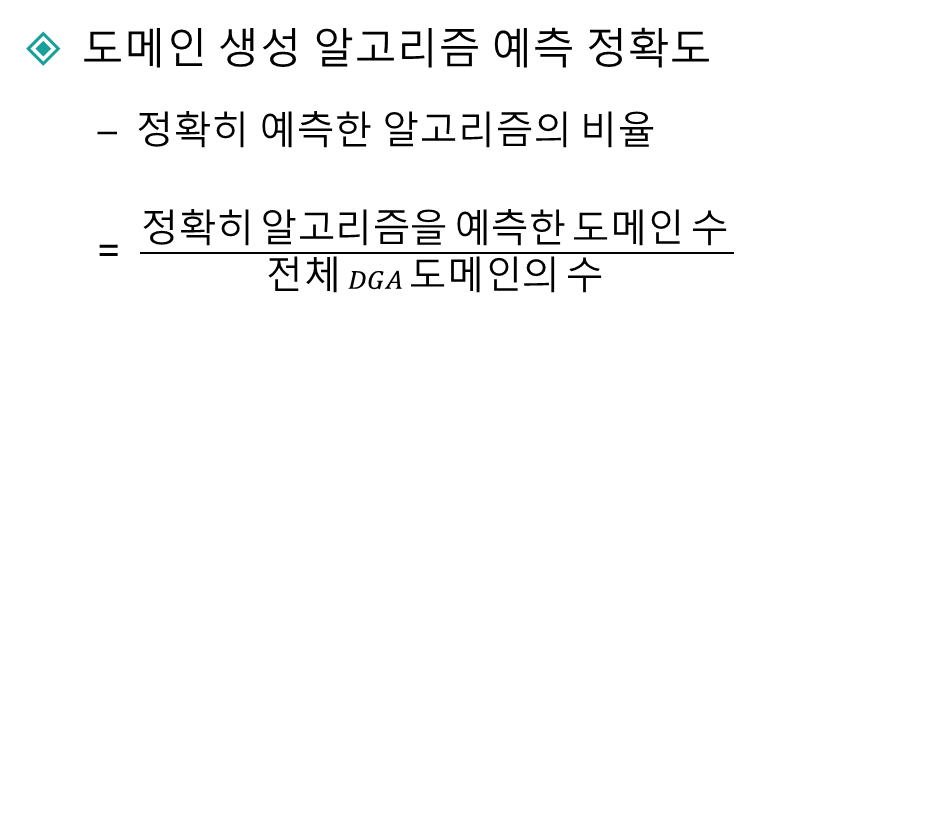 도메인 생성 알고리즘 예측 정확도
– 정확히 예측한 알고리즘의 비율
= 정확히 알고리즘을 예측한 도메인 수
전체 DGA 도메인의 수